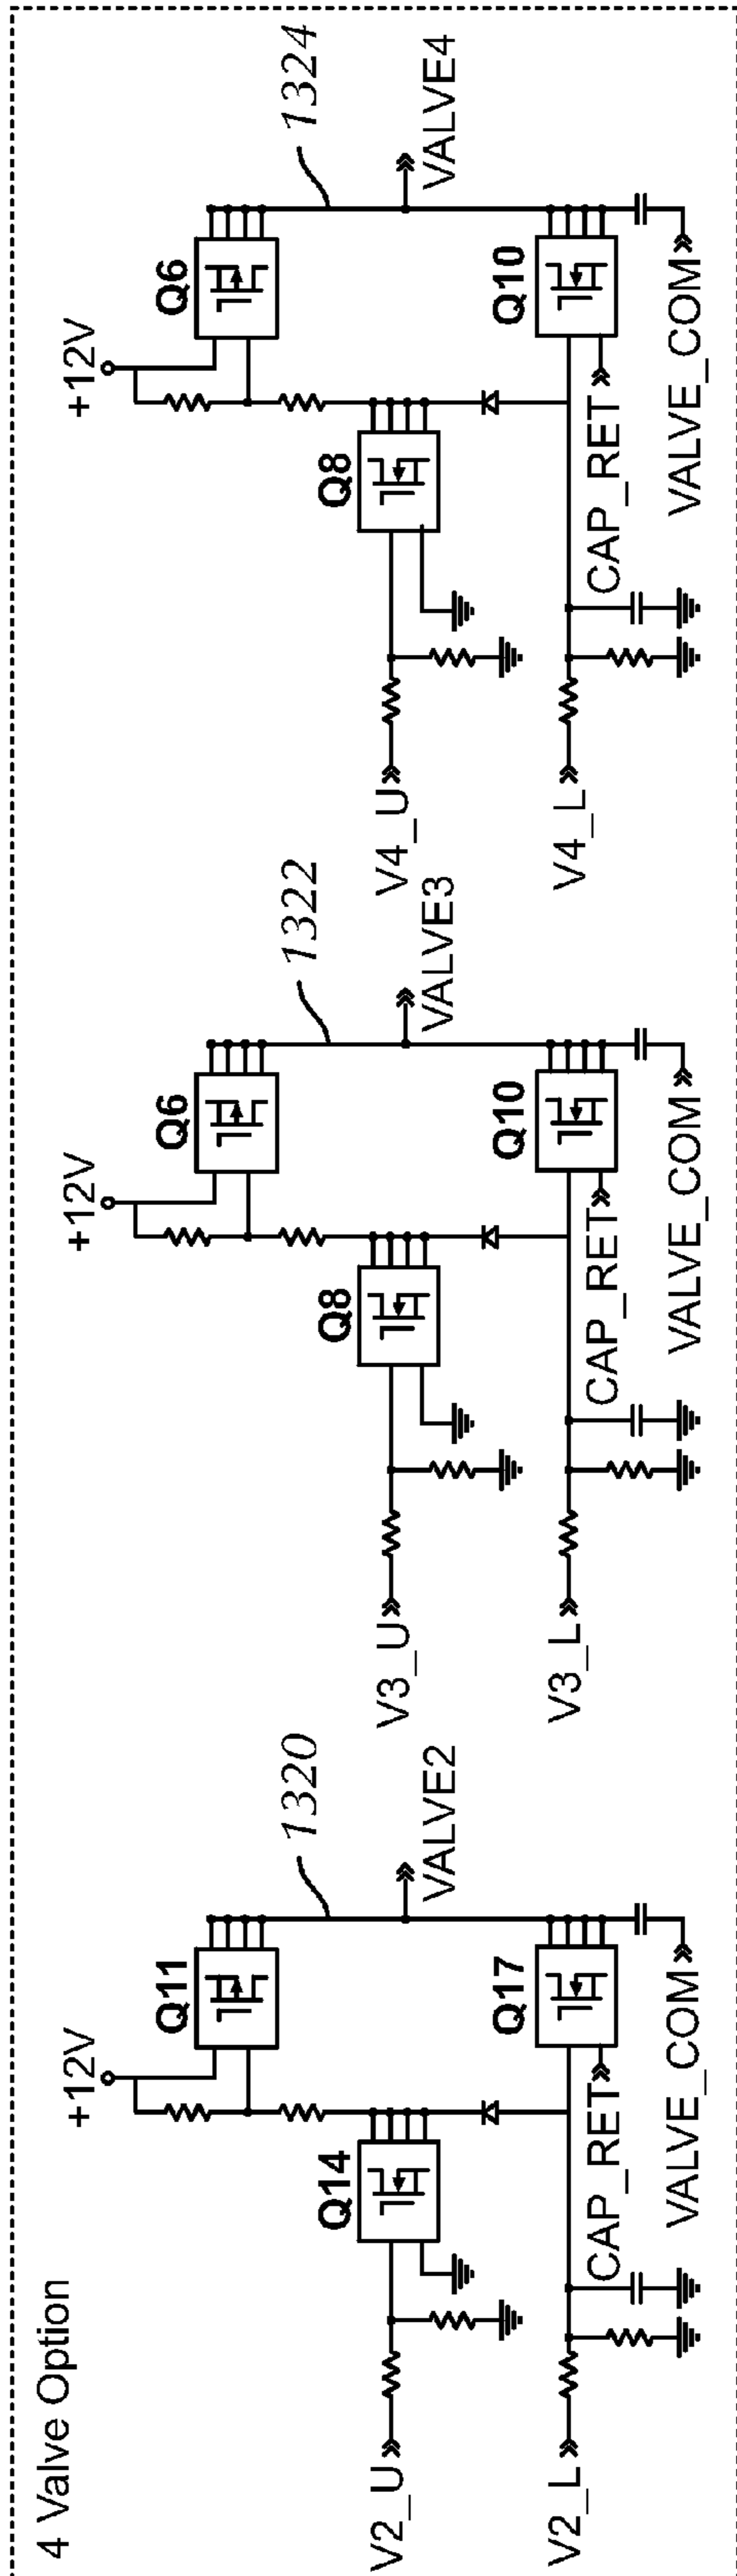 4 Valve Option
+12V
Q11
1320
Q14
V2_U
VALVE2
Q17
V2_L
CAP_RET
VALVE_COM
+12V
Q6
1322
Q8
V3_U
VALVE3
Q10
V3_L
CAP_RET
VALVE_COM
+12V
Q6
1324
Q8
V4_U
VALVE4
Q10
V4_L
CAP_RET
VALVE_COM